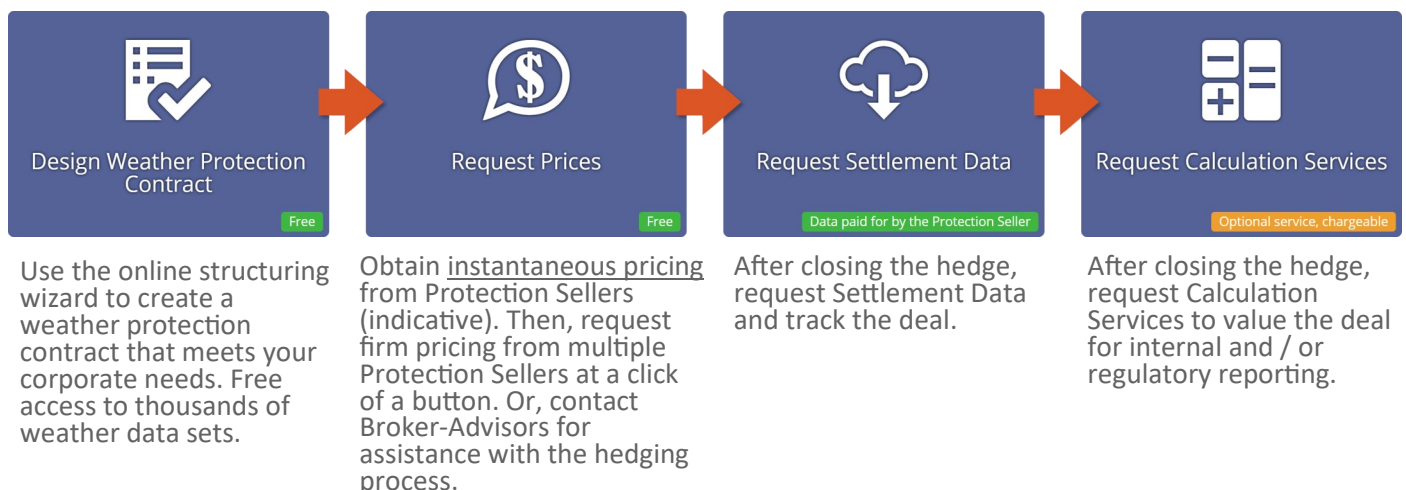 Design Weather Protection
Contract
Free
Request Prices
Free
Request Settlement Data
Data paid for by the Protection Seller
Request Calculation Services
Optional service, chargeable
Use the online structuring
wizard to create a
weather protection
contract that meets your
corporate needs. Free
access to thousands of
weather data sets.
Obtain instantaneous pricing
from Protection Sellers
(indicative). Then, request
firm pricing from multiple
Protection Sellers at a click
of a button. Or, contact
Broker-Advisors for
assistance with the hedging
process.
After closing the hedge,
request Settlement Data
and track the deal.
After closing the hedge,
request Calculation
Services to value the deal
for internal and / or
regulatory reporting.